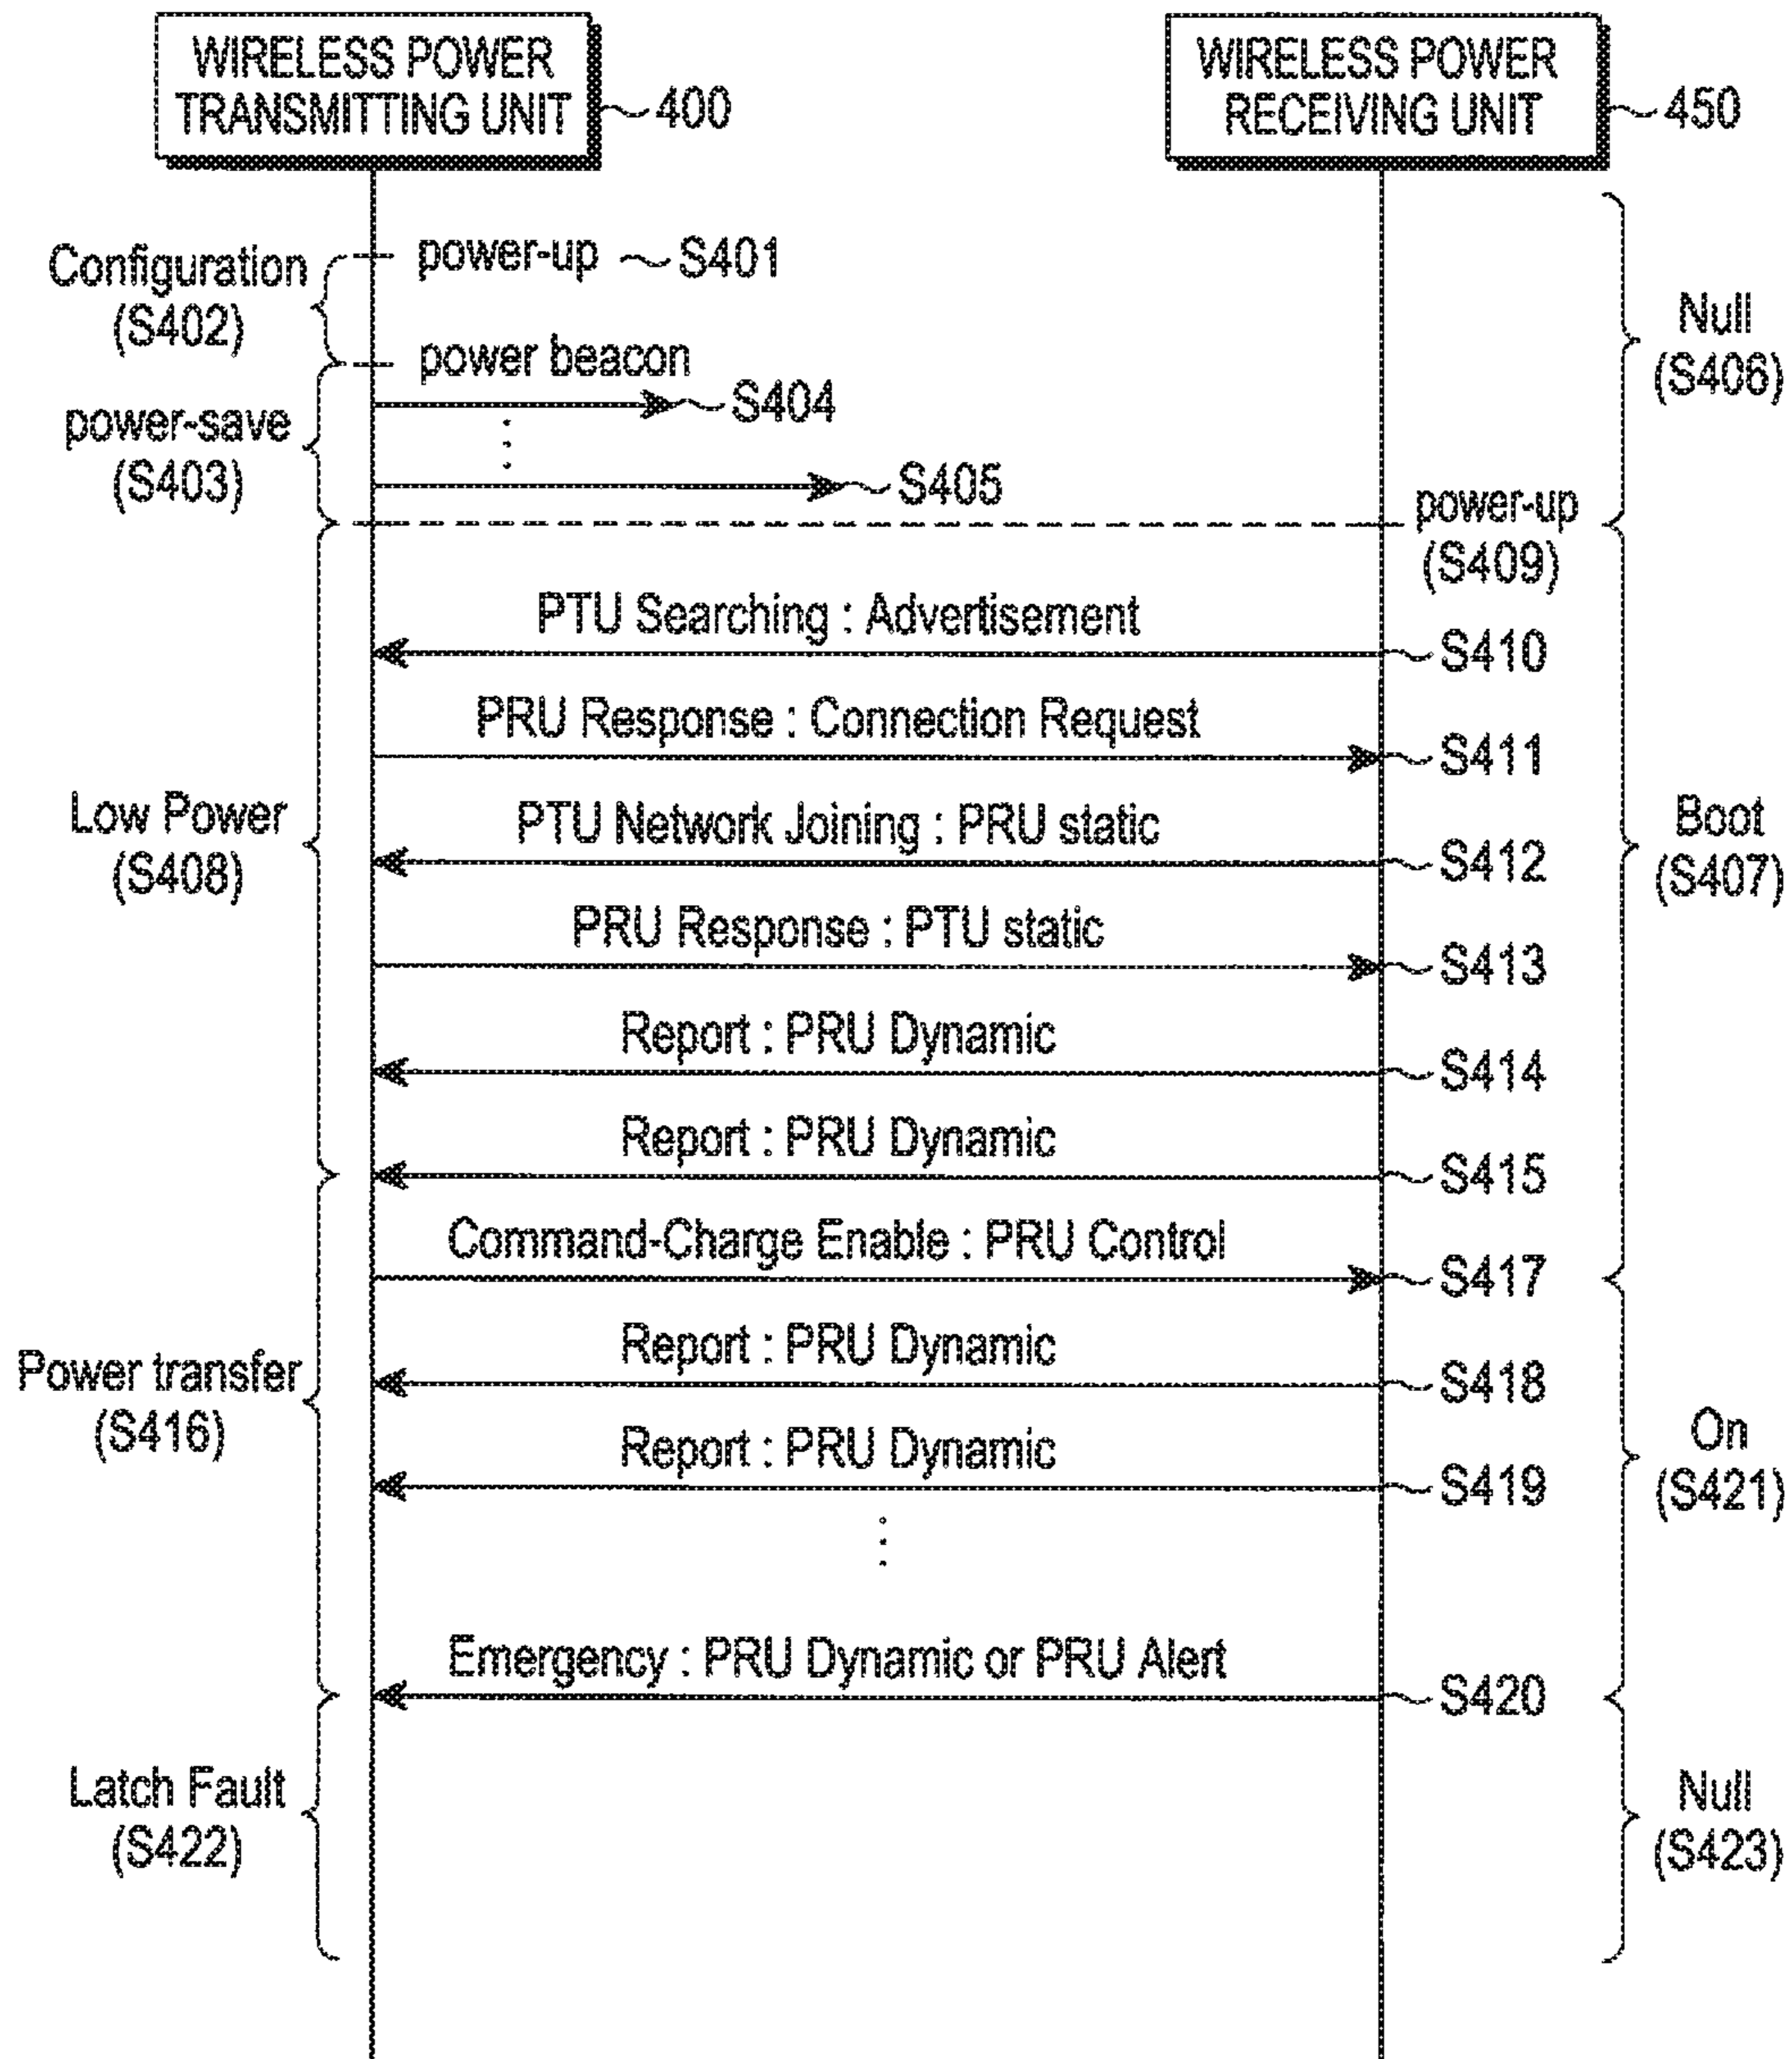 WIRELESS POWER
TRANSMITTING UNIT
400
WIRELESS POWER
RECEIVING UNIT
450
Configuration
(S402)
power-up
S401
Null
(S406)
power beacon
S404
power-save
(S403)
S405
power-up
(S409)
PTU Searching : Advertisement
S410
PRU Response : Connection Request
S411
Low Power
(S408)
PTU Network Joining : PRU static
S412
Boot
(S407)
PRU Response : PTU static
S413
Report : PRU Dynamic
S414
Report : PRU Dynamic
S415
Command-Charge Enable : PRU Control
S417
Power transfer
(S416)
Report : PRU Dynamic
S418
Report : PRU Dynamic
S419
On
(S421)
Emergency : PRU Dynamic or PRU Alert
S420
Latch Fault
(S422)
Null
(S423)